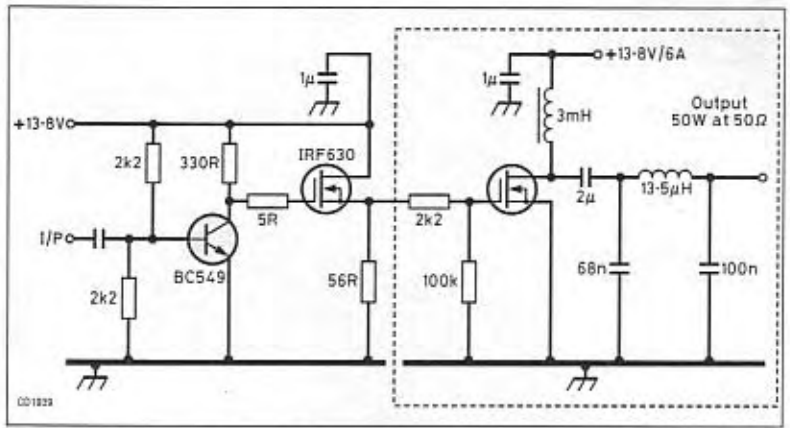 1μ
+13·8V
2k2
330R
IRF630
5R
I/P
BC549
2k2
56R
2k2
100k
1μ
+13·8V/6A
3mH
Output
50W at 50Ω
2μ
13·5μH
68n
100n
CD1939